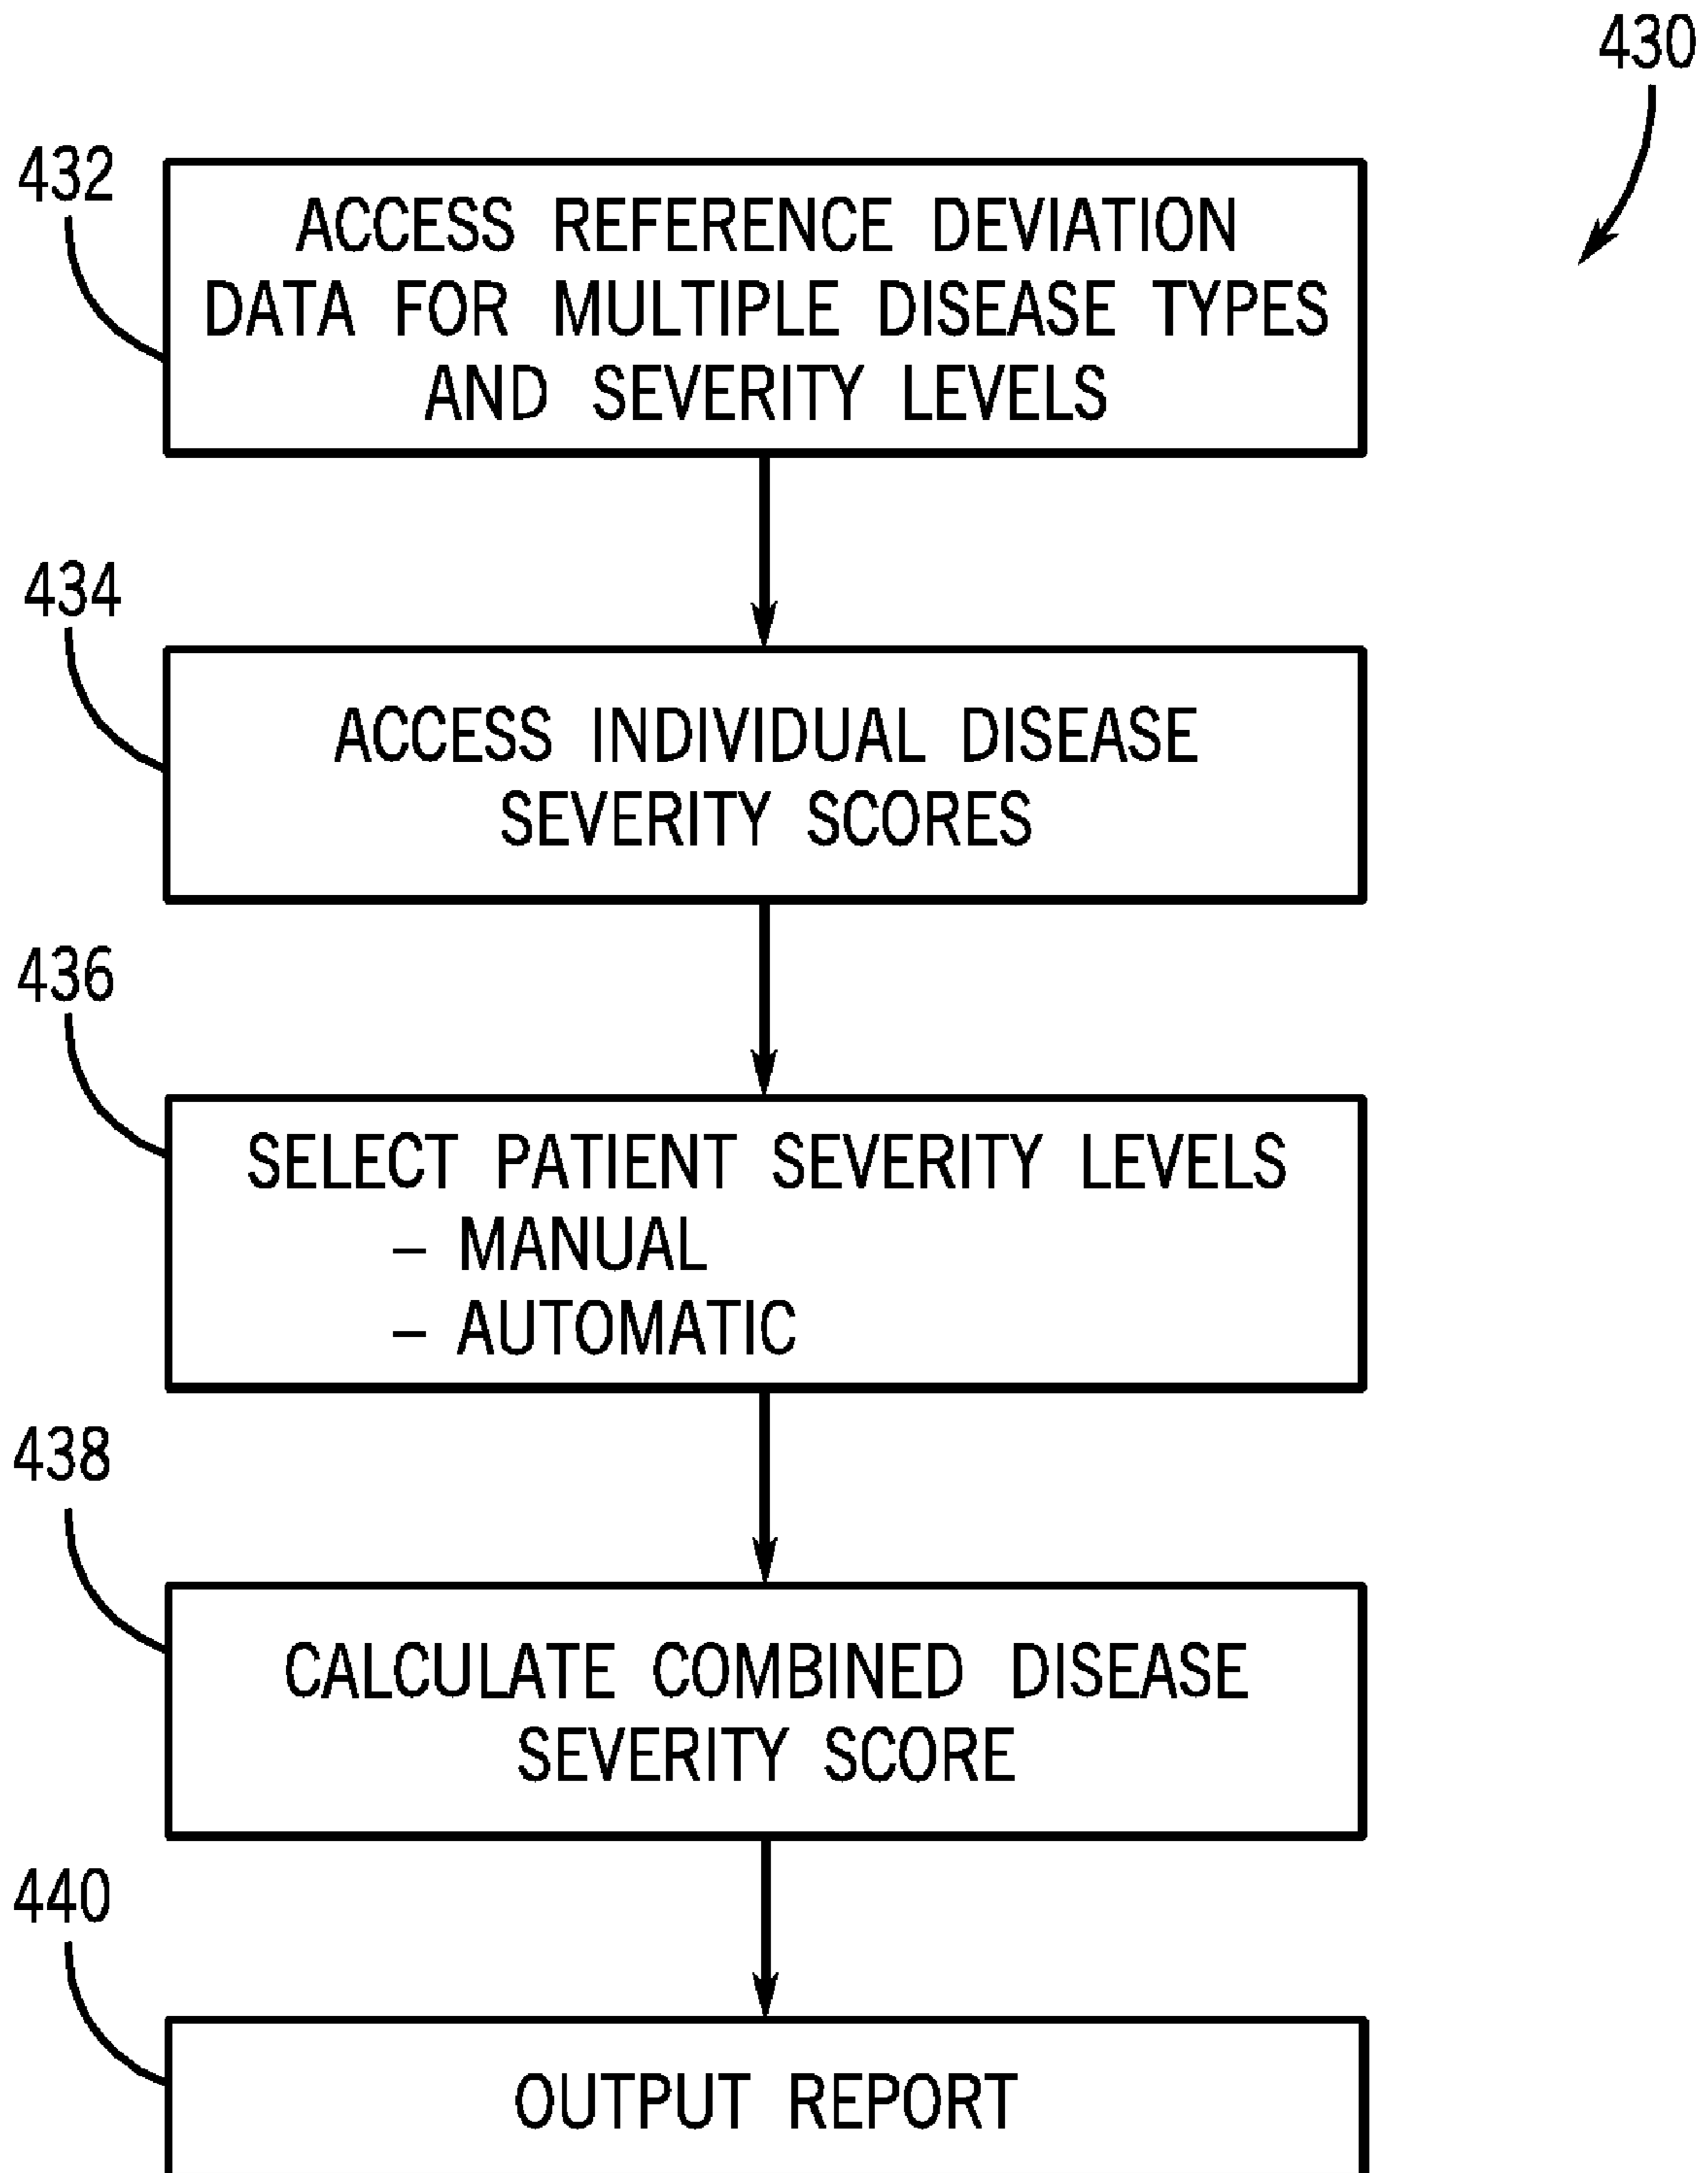 430
432
ACCESS REFERENCE DEVIATION
DATA FOR MULTIPLE DISEASE TYPES
AND SEVERITY LEVELS
434
ACCESS INDIVIDUAL DISEASE
SEVERITY SCORES
436
SELECT PATIENT SEVERITY LEVELS
– MANUAL
– AUTOMATIC
438
CALCULATE COMBINED DISEASE
SEVERITY SCORE
440
OUTPUT REPORT